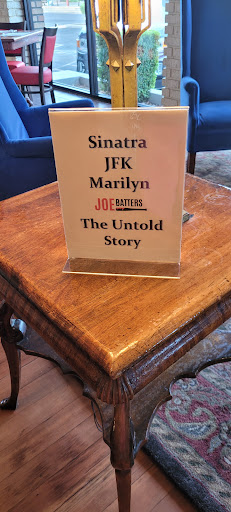 Sinatra
JFK
Marilyn
JOE BATTERS
The Untold
Story